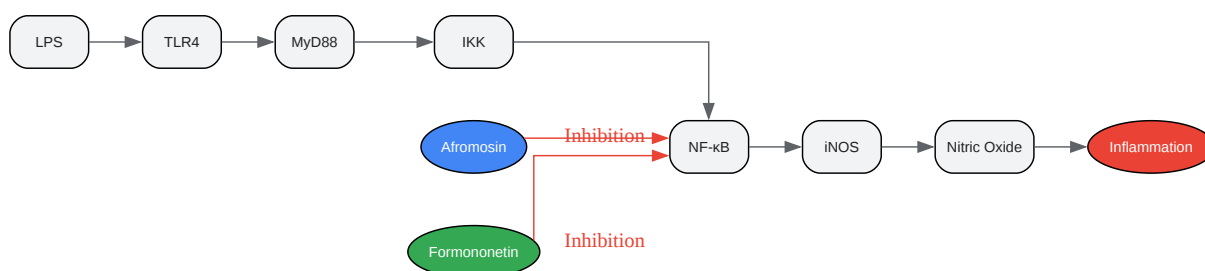 LPS
TLR4
MyD88
IKK
Afromosin
Inhibition
NF-κB
iNOS
Nitric Oxide
Inflammation
Formononetin
Inhibition